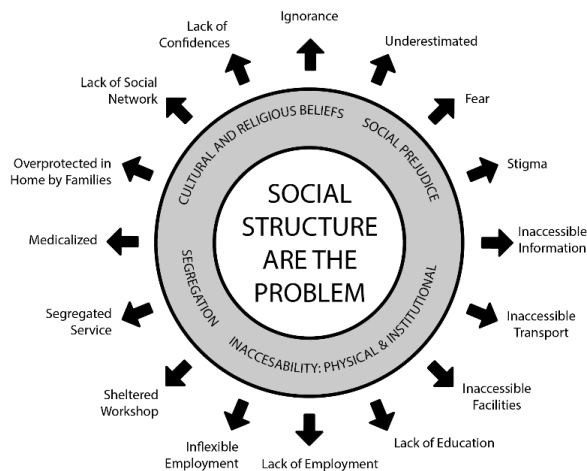 Ignorance
Underestimated
Fear
Stigma
Inaccessible
Information
Inaccessible
Transport
Inaccessible
Facilities
Lack of Education
Lack of Employment
Inflexible
Employment
Sheltered
Workshop
Segregated
Service
Medicalized
Overprotected in
Home by Families
Lack of Social
Network
Lack of
Confidences
CULTURAL AND RELIGIOUS BELIEFS
SOCIAL PREJUDICE
INACCESABILITY: PHYSICAL & INSTITUTIONAL
SEGREGATION
SOCIAL
STRUCTURE
ARE THE
PROBLEM